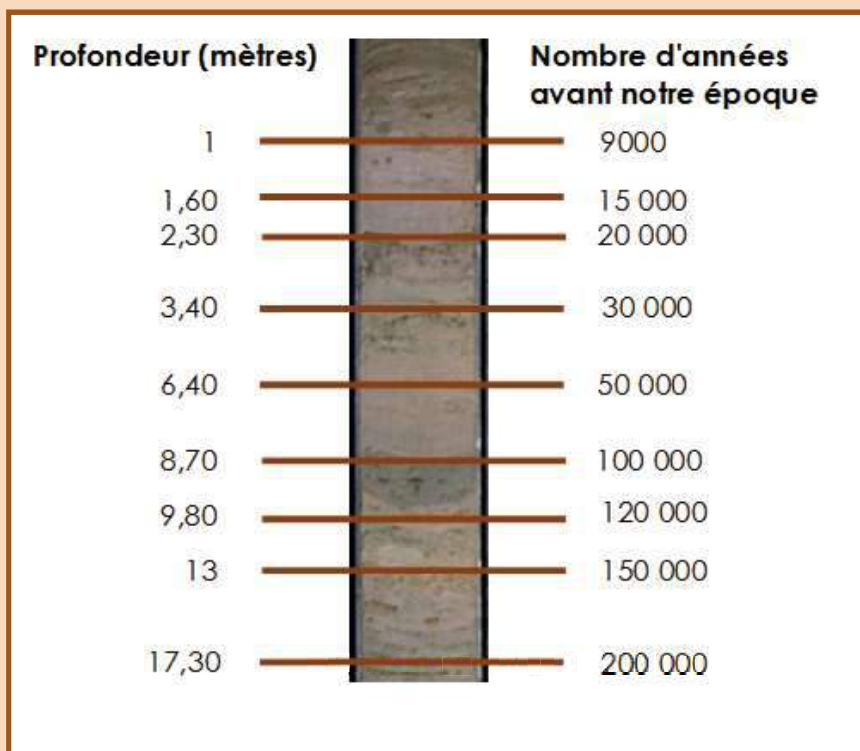 Profondeur (mètres)
Nombre d'années
avant notre époque
1 9000
1,60 15 000
2,30 20 000
3,40 30 000
6,40 50 000
8,70 100 000
9,80 120 000
13 150 000
17,30 200 000